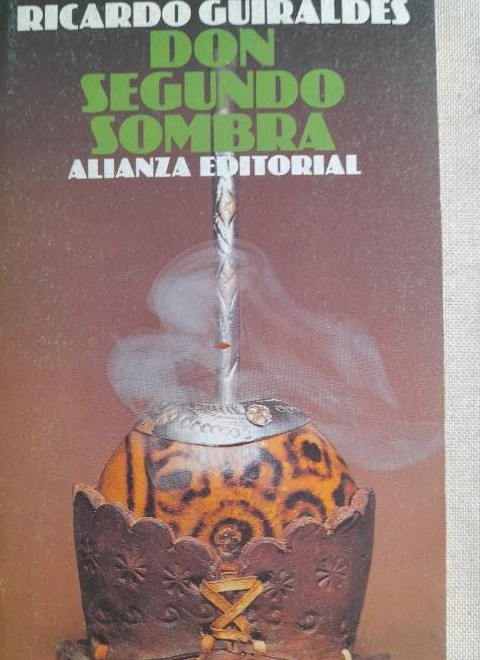 RICARDO GUIRALDES
DON
SEGUNDO
SOMBRA
ALIANZA EDITORIAL